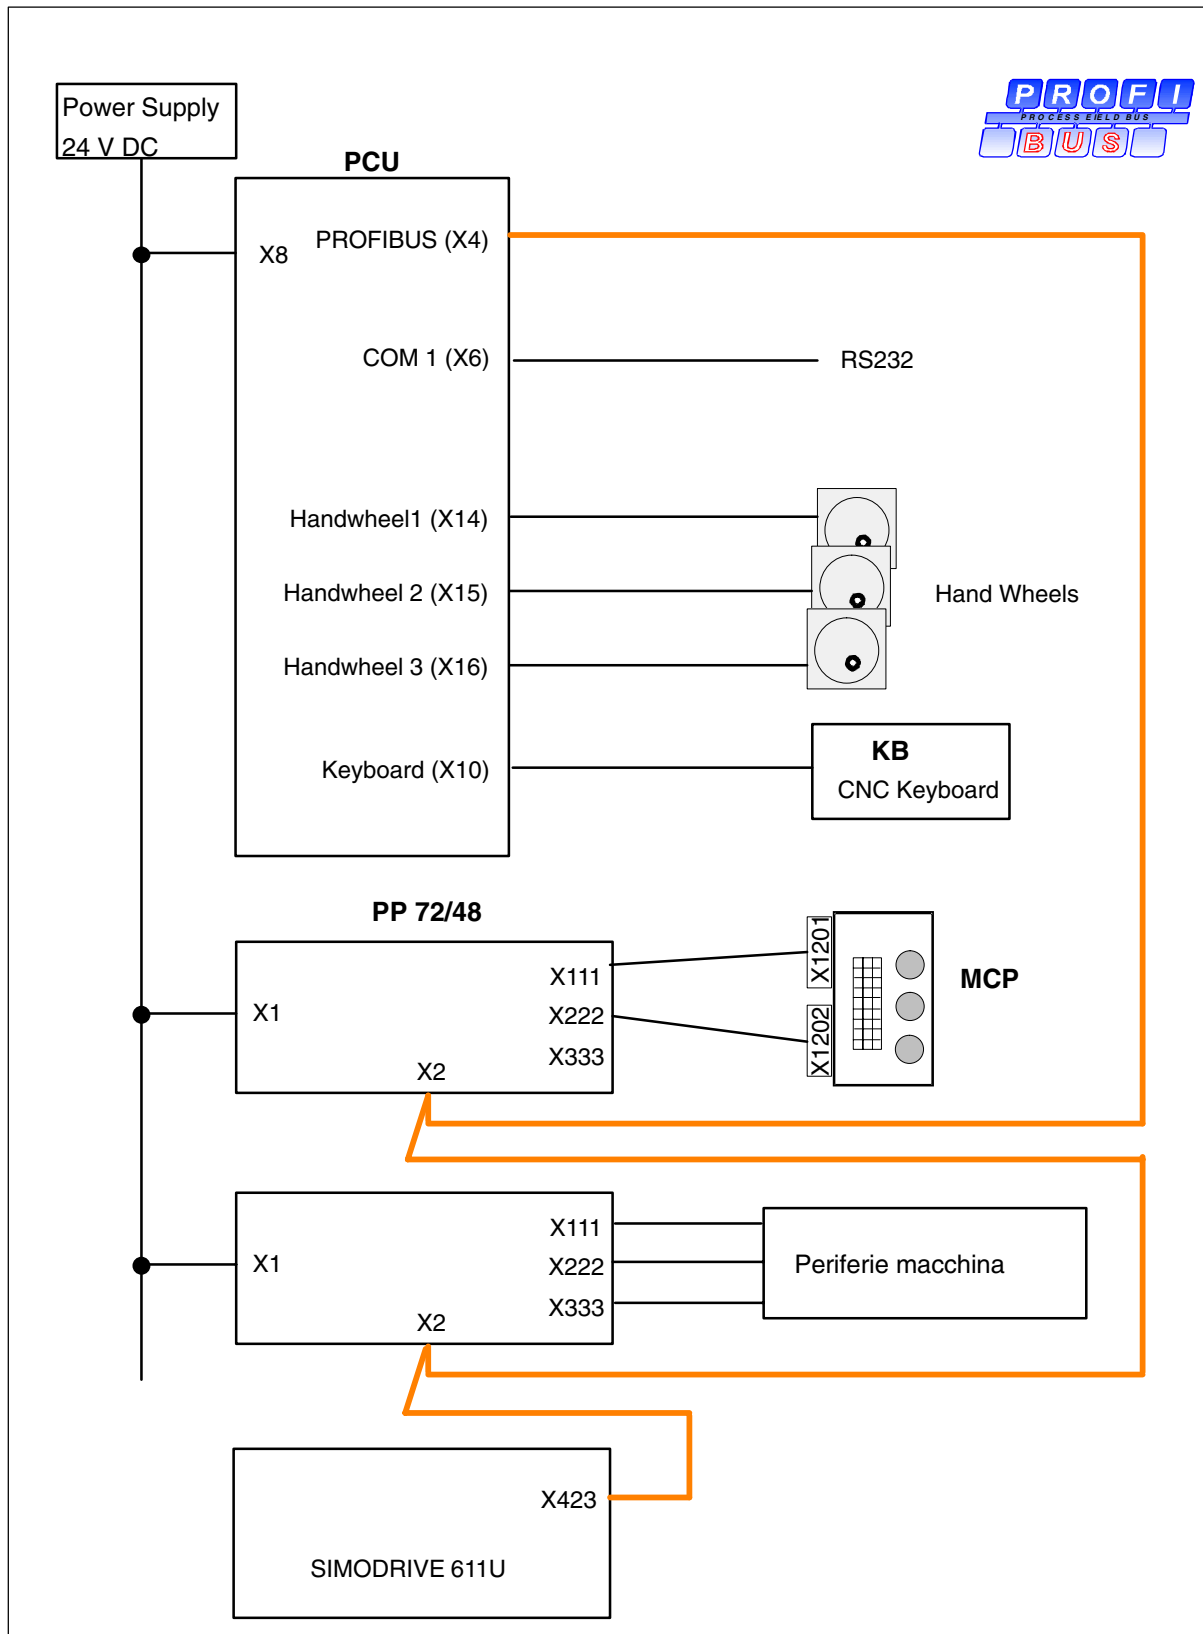 Power Supply
24 V DC
PROFI
PROCESS FIELD BUS
BUS
PCU
X8
PROFIBUS (X4)
COM 1 (X6)
RS232
Handwheel1 (X14)
Handwheel 2 (X15)
Hand Wheels
Handwheel 3 (X16)
Keyboard (X10)
KB
CNC Keyboard
PP 72/48
X1
X111
X222
X333
X2
X1201
X1202
MCP
X1
X111
X222
X333
X2
Periferie macchina
X423
SIMODRIVE 611U